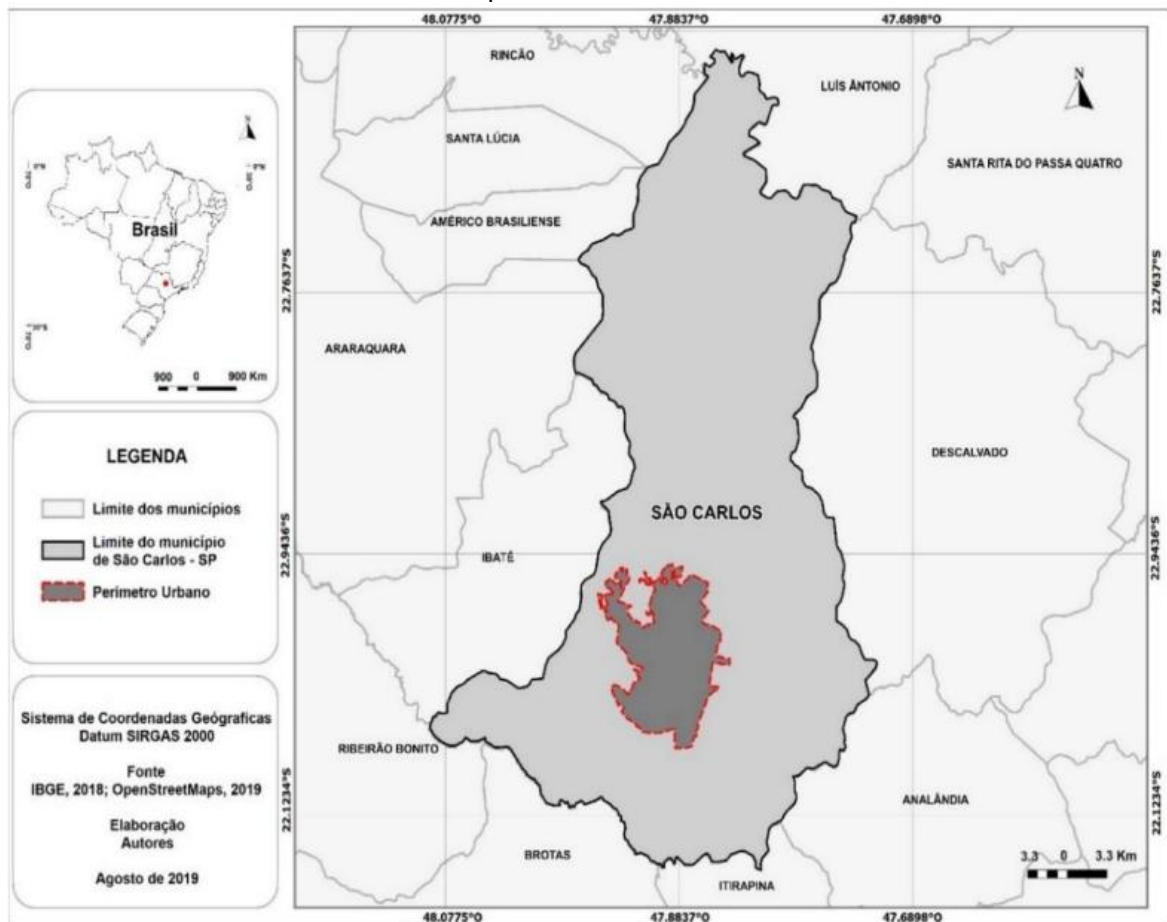 48.0775°O 47.8837°O 47.6898°O
RINCÃO
LUÍS ÂNTONIO
N
SANTA LÚCIA
SANTA RITA DO PASSA QUATRO
AMÉRICO BRASILIENSE
22.7637°S 22.7637°S
ARARAQUARA
DESCALVADO
SÃO CARLOS
22.9436°S 22.9436°S
IBATÉ
RIBEIRÃO BONITO
ANALÂNDIA
22.1234°S 22.1234°S
BROTAS
ITIRAPINA
3.3 0 3.3 Km
48.0775°O 47.8837°O 47.6898°O
N
Brasil
900 0 900 Km
LEGENDA
Limite dos municípios
Limite do município
de São Carlos - SP
Perímetro Urbano
Sistema de Coordenadas Geógraficas
Datum SIRGAS 2000
Fonte
IBGE, 2018; OpenStreetMaps, 2019
Elaboração
Autores
Agosto de 2019